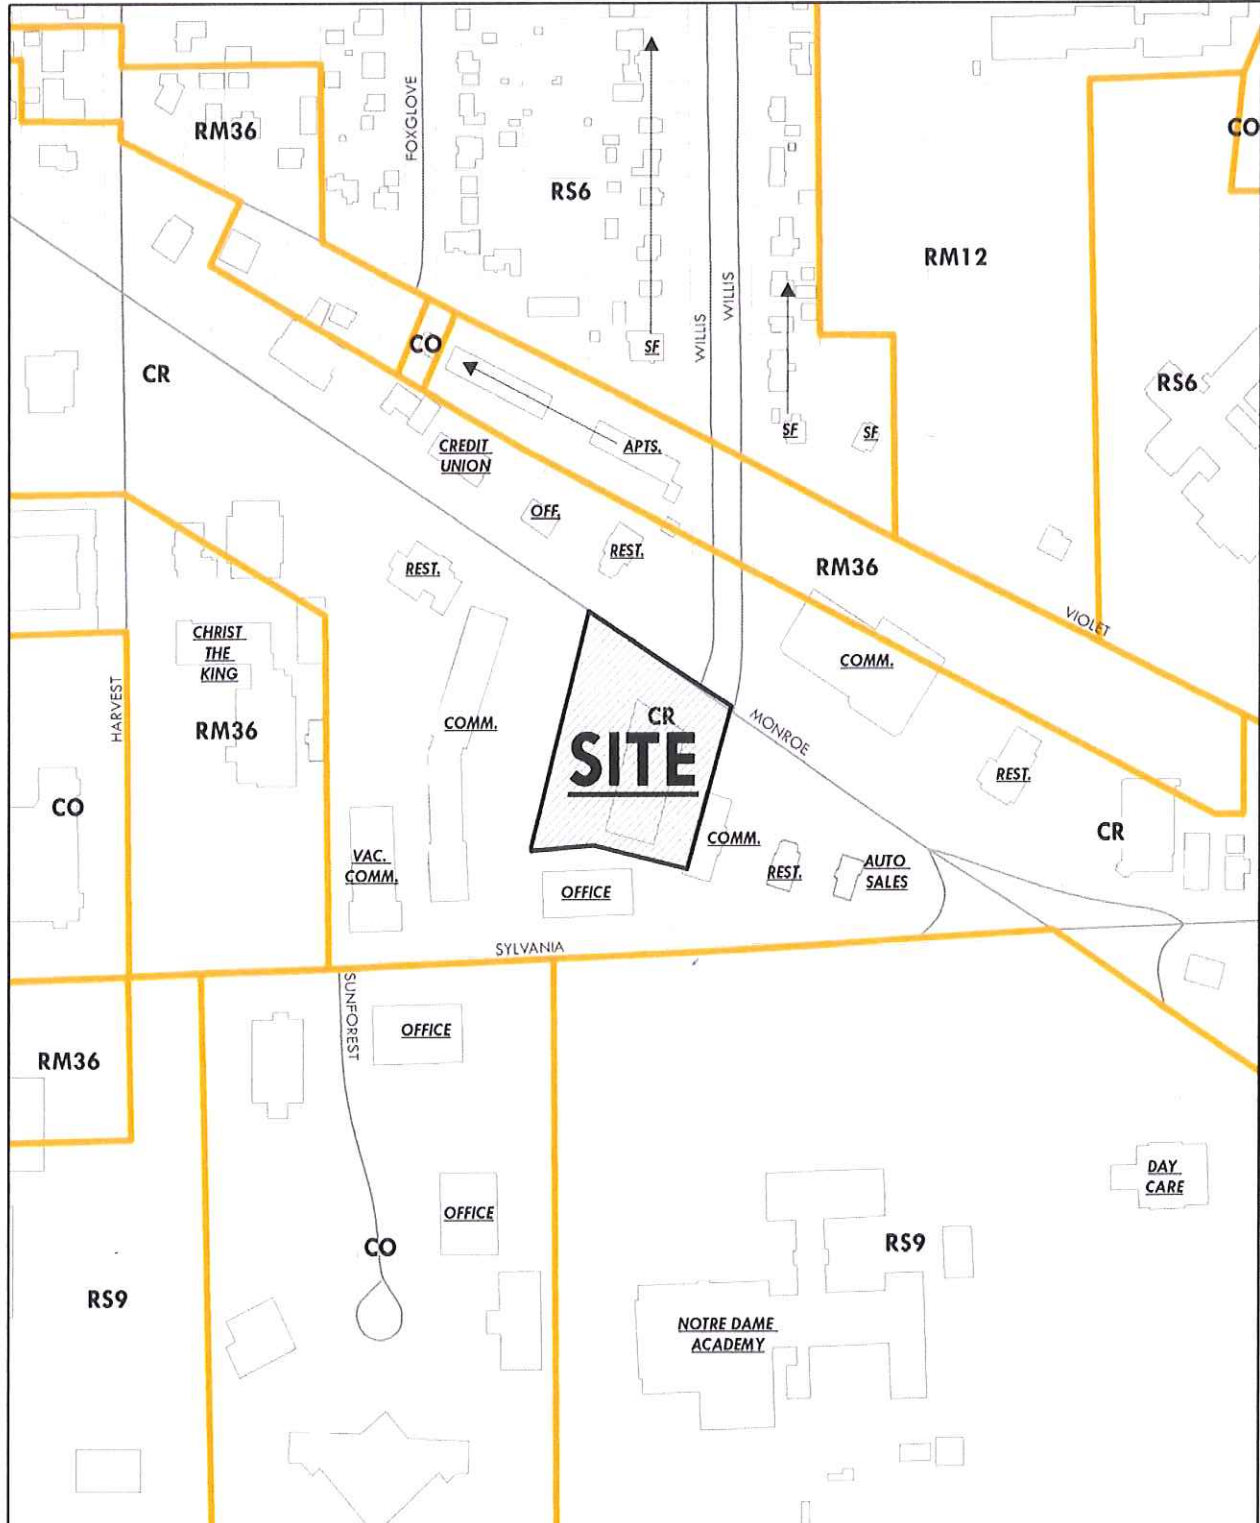 FOXGLOVE
RM36
CO
RS6
RM12
WILLIS
WILLIS
CO
SF
CR
RS6
SF
SF
CREDIT
UNION
APTS.
OFF.
REST.
REST.
RM36
VIOLET
CHRIST
THE
KING
COMM.
HARVEST
RM36
COMM.
CR
SITE
MONROE
REST.
CO
CR
COMM.
VAC.
COMM.
REST.
AUTO
SALES
OFFICE
SYLVANIA
SUNFOREST
OFFICE
RM36
DAY
CARE
OFFICE
CO
RS9
RS9
NOTRE DAME
ACADEMY